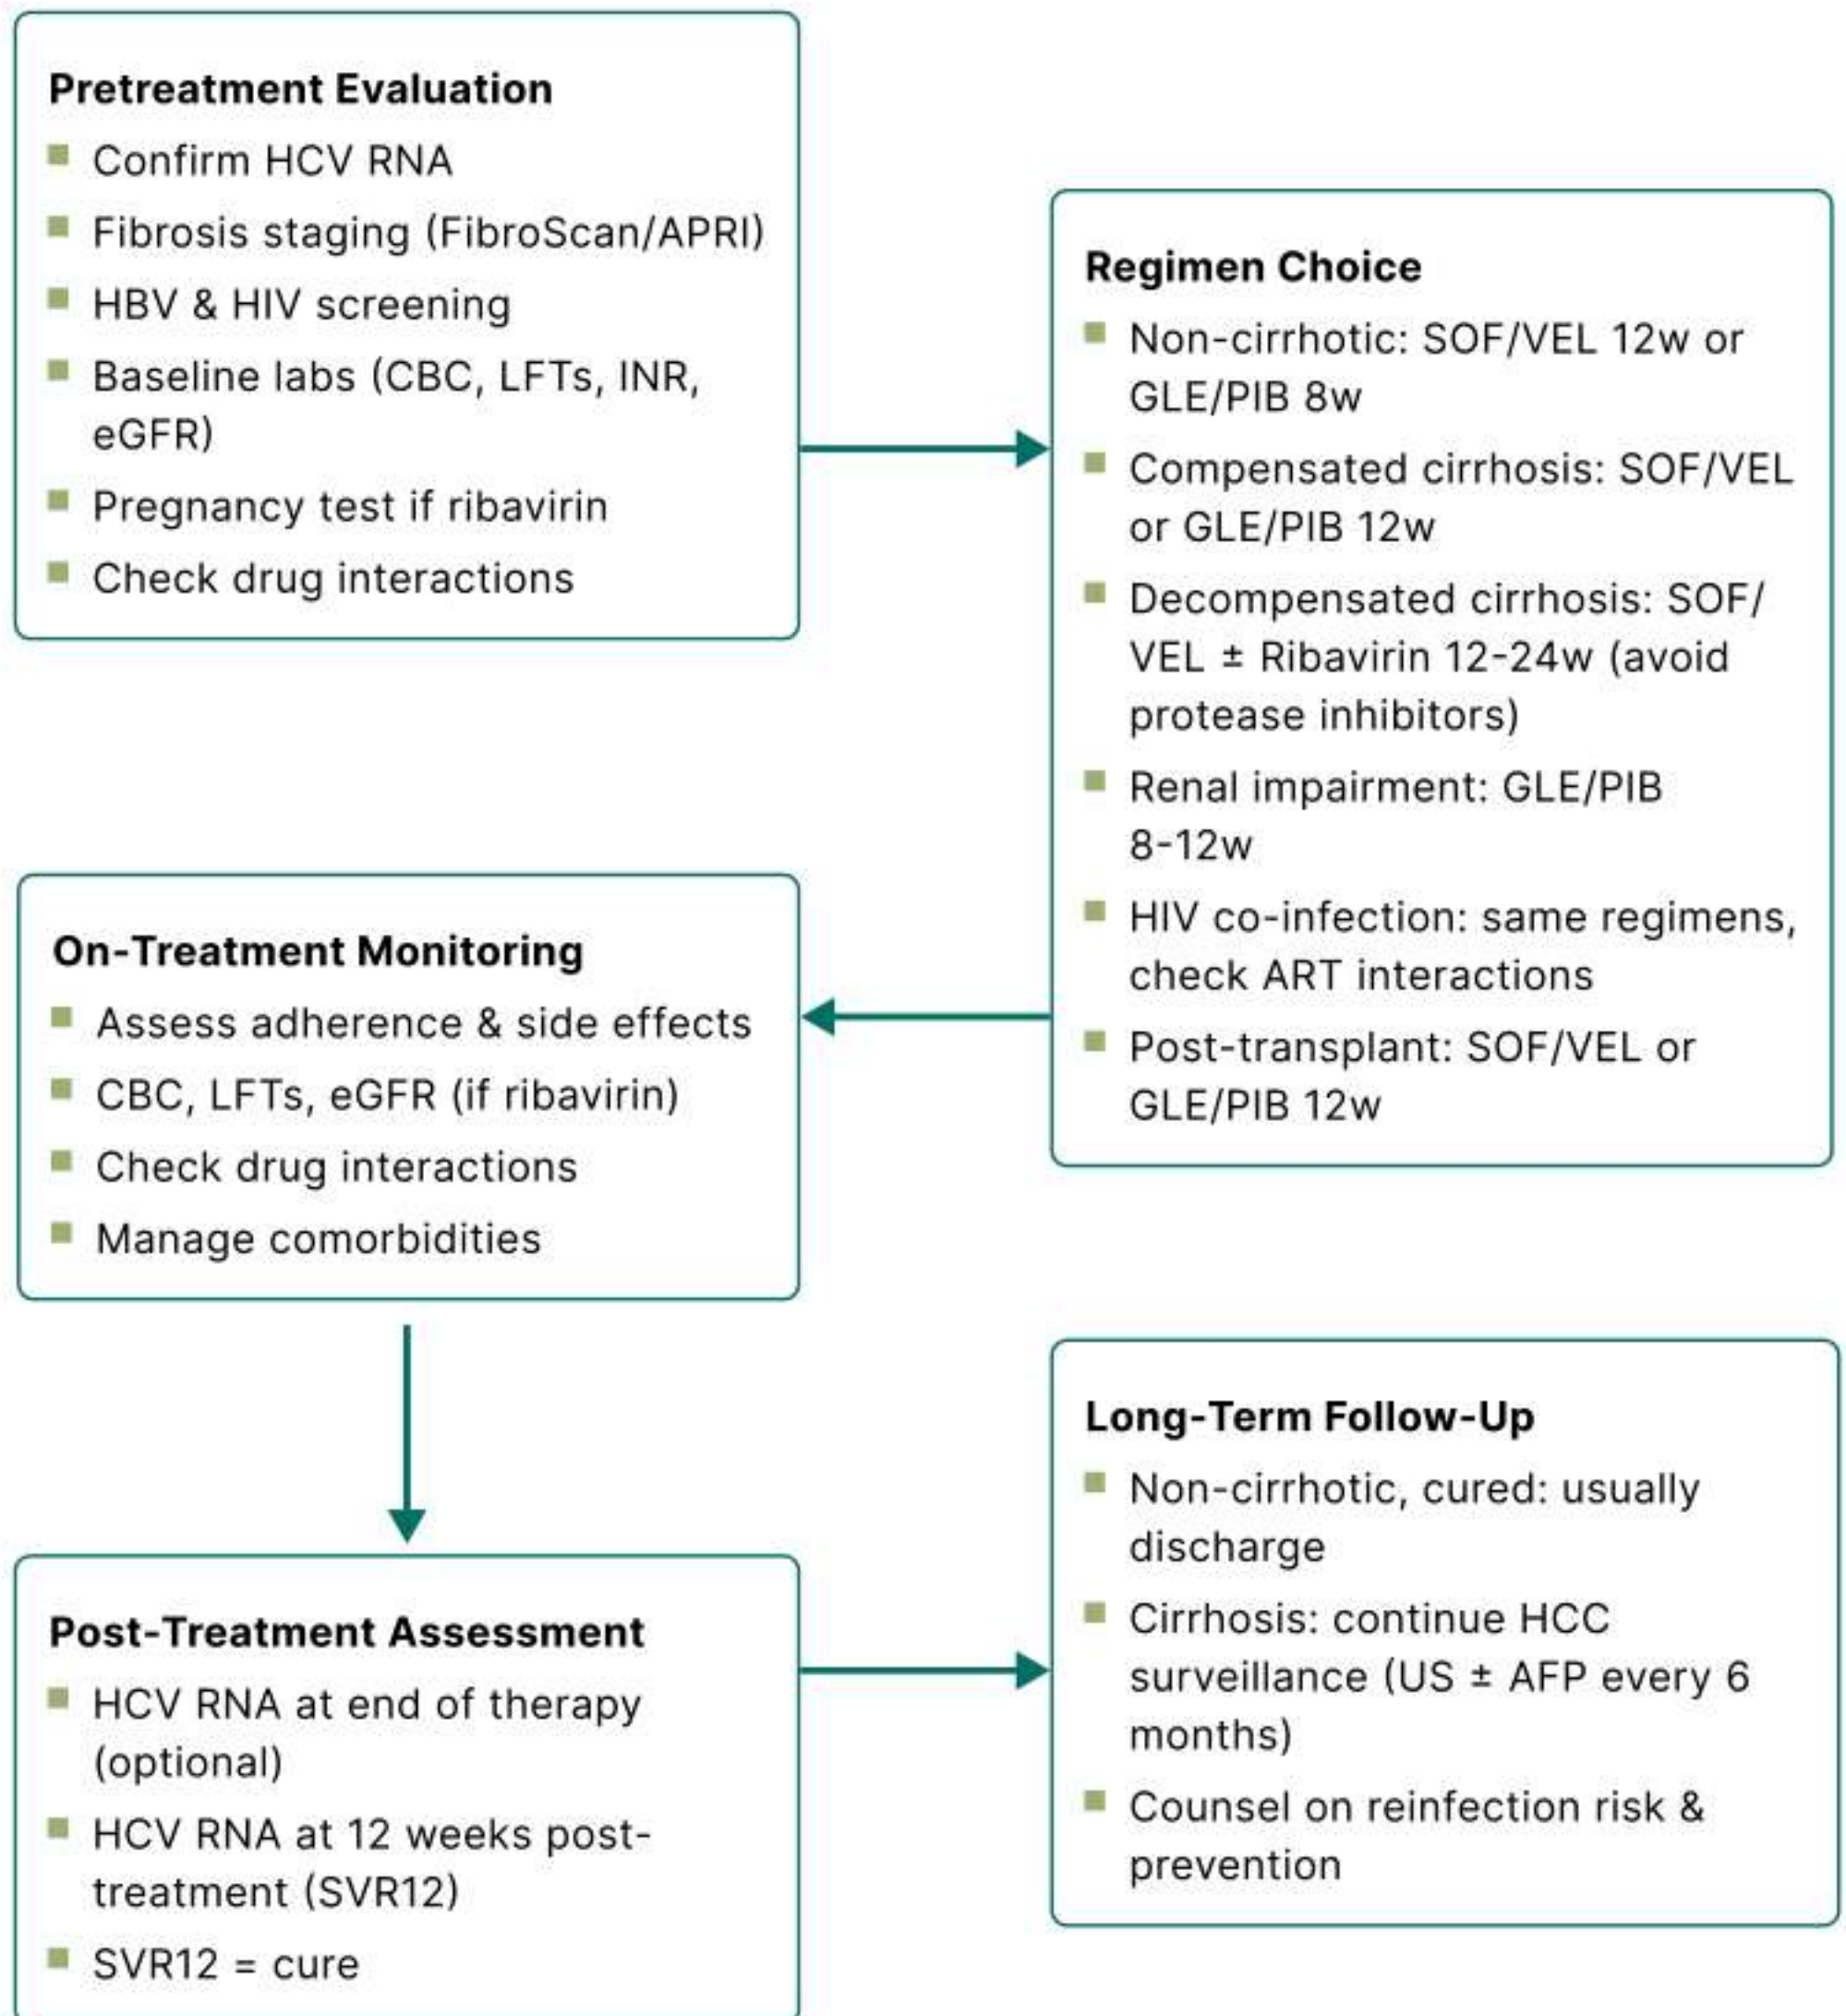 Pretreatment Evaluation
Confirm HCV RNA
Fibrosis staging (FibroScan/APRI)
HBV & HIV screening
Baseline labs (CBC, LFTs, INR,
eGFR)
Pregnancy test if ribavirin
Check drug interactions
Regimen Choice
Non-cirrhotic: SOF/VEL 12w or
GLE/PIB 8w
Compensated cirrhosis: SOF/VEL
or GLE/PIB 12w
Decompensated cirrhosis: SOF/
VEL ± Ribavirin 12-24w (avoid
protease inhibitors)
Renal impairment: GLE/PIB
8-12w
HIV co-infection: same regimens,
check ART interactions
Post-transplant: SOF/VEL or
GLE/PIB 12w
On-Treatment Monitoring
Assess adherence & side effects
CBC, LFTs, eGFR (if ribavirin)
Check drug interactions
Manage comorbidities
Post-Treatment Assessment
HCV RNA at end of therapy
(optional)
HCV RNA at 12 weeks post-
treatment (SVR12)
SVR12 = cure
Long-Term Follow-Up
Non-cirrhotic, cured: usually
discharge
Cirrhosis: continue HCC
surveillance (US ± AFP every 6
months)
Counsel on reinfection risk &
prevention